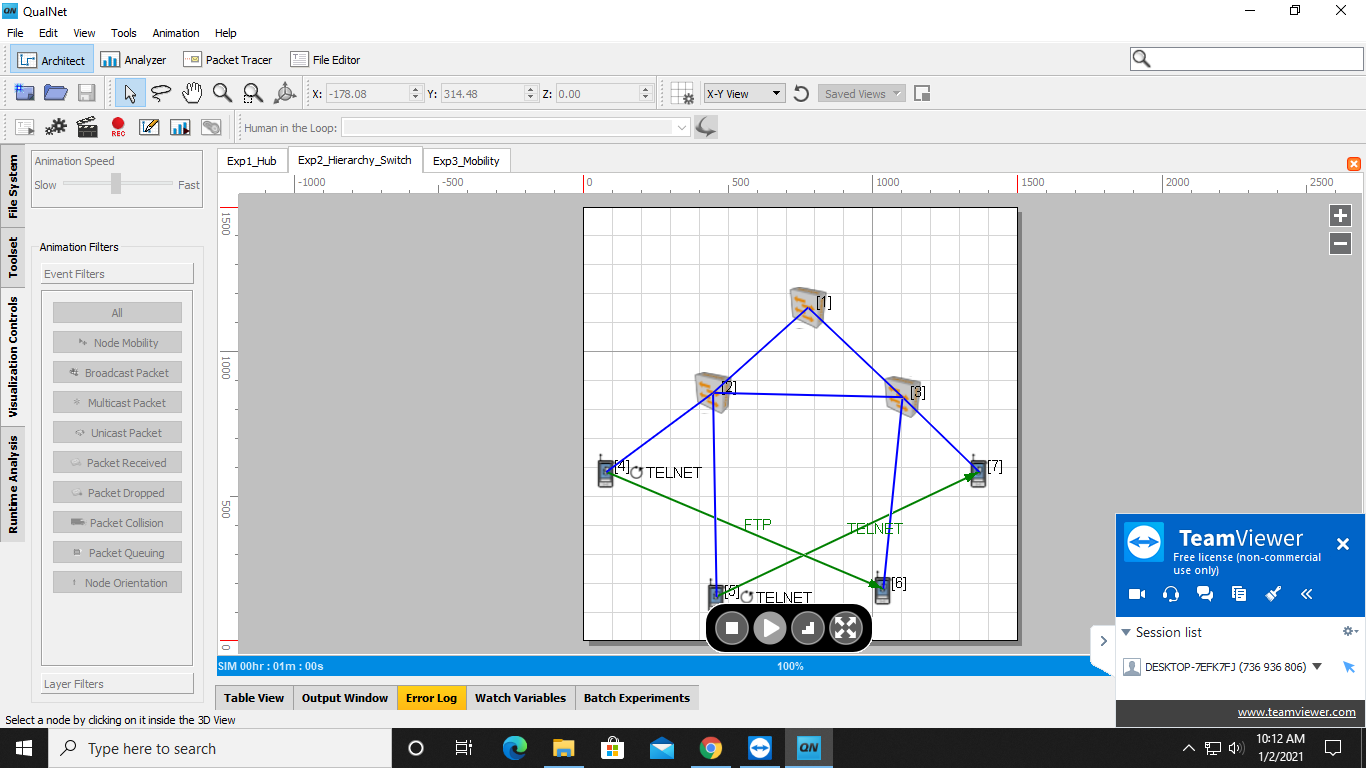 QN QualNet
File Edit View Tools Animation Help
Architect Analyzer Packet Tracer File Editor
X: -178.08 Y: 314.48 Z: 0.00 X-Y View Saved Views
REC Human in the Loop:
File System
Toolset
Visualization Controls
Runtime Analysis
Animation Speed
Slow Fast
Animation Filters
Event Filters
All
Node Mobility
Broadcast Packet
Multicast Packet
Unicast Packet
Packet Received
Packet Dropped
Packet Collision
Packet Queuing
Node Orientation
Layer Filters
Exp1_Hub Exp2_Hierarchy_Switch Exp3_Mobility
-1000 -500 0 500 1000 1500 2000 2500
1500
1000
500
0
[1]
[2]
[3]
[4] TELNET
[7]
FTP TELNET
[5] TELNET
[6]
SIM 00hr : 01m : 00s 100%
Table View Output Window Error Log Watch Variables Batch Experiments
Select a node by clicking on it inside the 3D View
TeamViewer
Free license (non-commercial
use only)
Session list
DESKTOP-7EFK7FJ (736 936 806)
www.teamviewer.com
Type here to search
QN
10:12 AM
1/2/2021